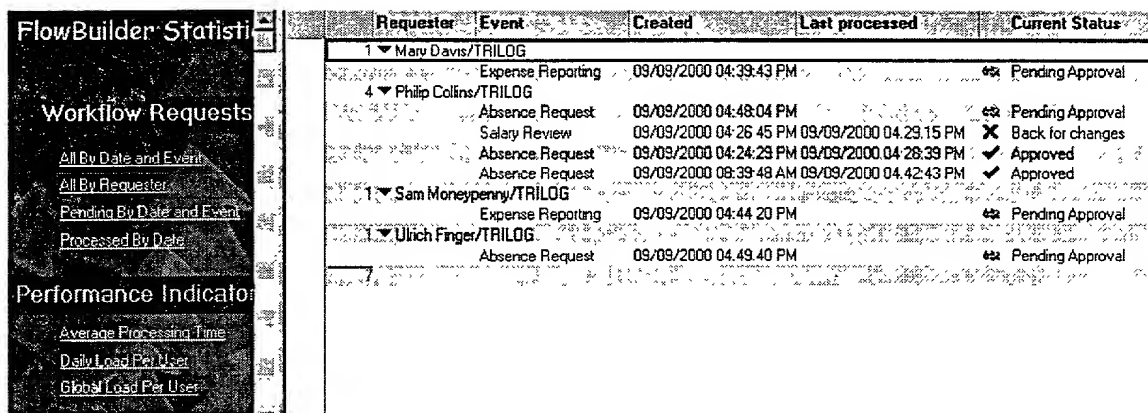 FlowBuilder Statisti
Workflow Requests
All By Date and Event
All By Requester
Pending By Date and Event
Processed By Date
Performance Indicato
Average Processing Time
Daily Load Per User
Global Load Per User
Requester Event Created Last processed Current Status
1 Mary Davis/TRILOG
Expense Reporting 09/09/2000 04:39:43 PM Pending Approval
4 Philip Collins/TRILOG
Absence Request 09/09/2000 04:48:04 PM Pending Approval
Salary Review 09/09/2000 04:26 45 PM 09/09/2000 04.29.15 PM Back for changes
Absence Request 09/09/2000 04:24:29 PM 09/09/2000 04 28:39 PM Approved
Absence Request 09/09/2000 08:39 48 AM 09/09/2000 04.42:43 PM Approved
1 Sam Moneypenny/TRILOG
Expense Reporting 09/09/2000 04:44 20 PM Pending Approval
1 Ulrich Finger/TRILOG
Absence Request 09/09/2000 04.49.40 PM Pending Approval
7